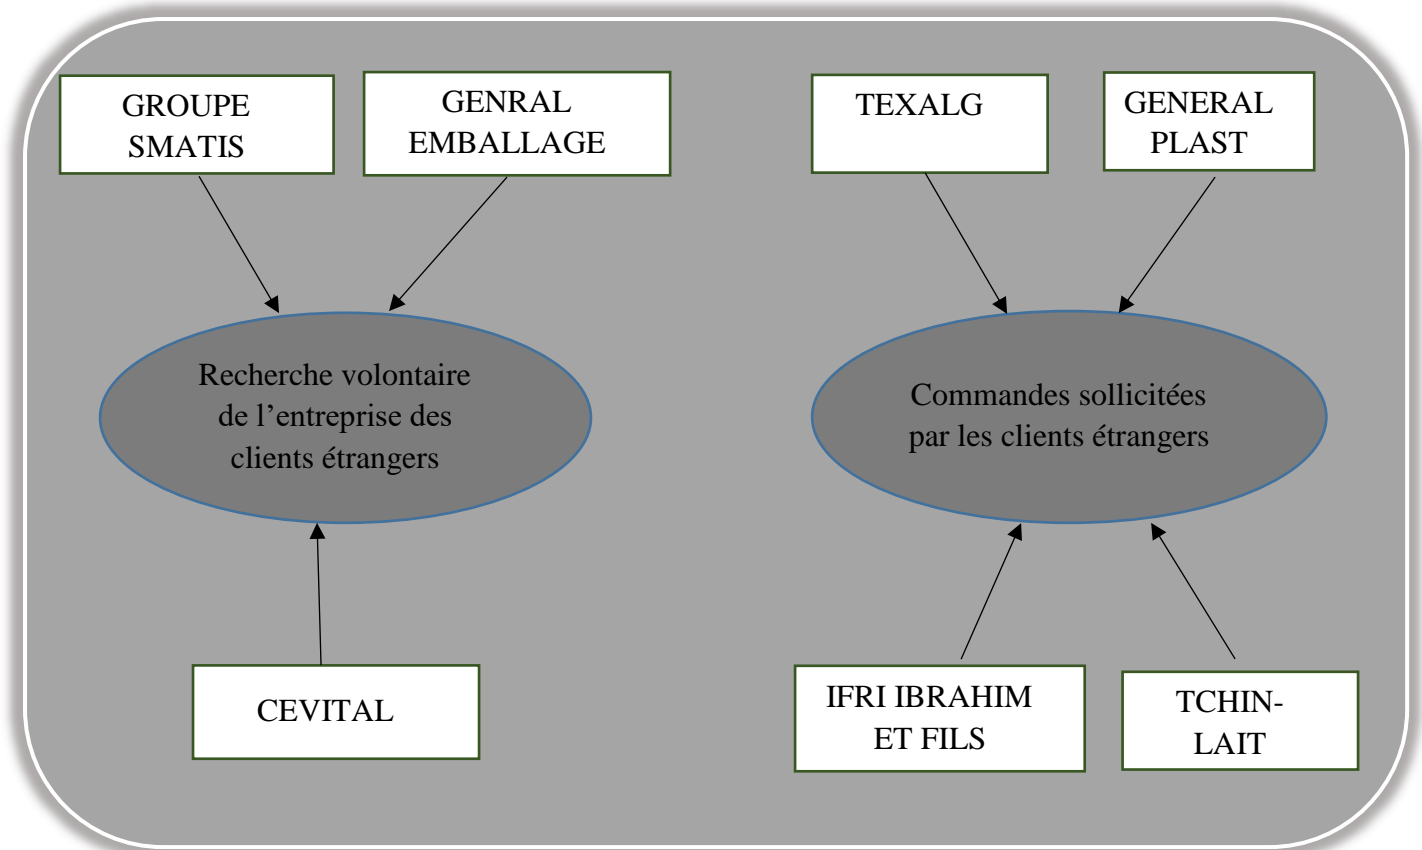 GROUPE
SMATIS
GENRAL
EMBALLAGE
TEXALG
GENERAL
PLAST
Recherche volontaire
de l’entreprise des
clients étrangers
Commandes sollicitées
par les clients étrangers
CEVITAL
IFRI IBRAHIM
ET FILS
TCHIN-
LAIT